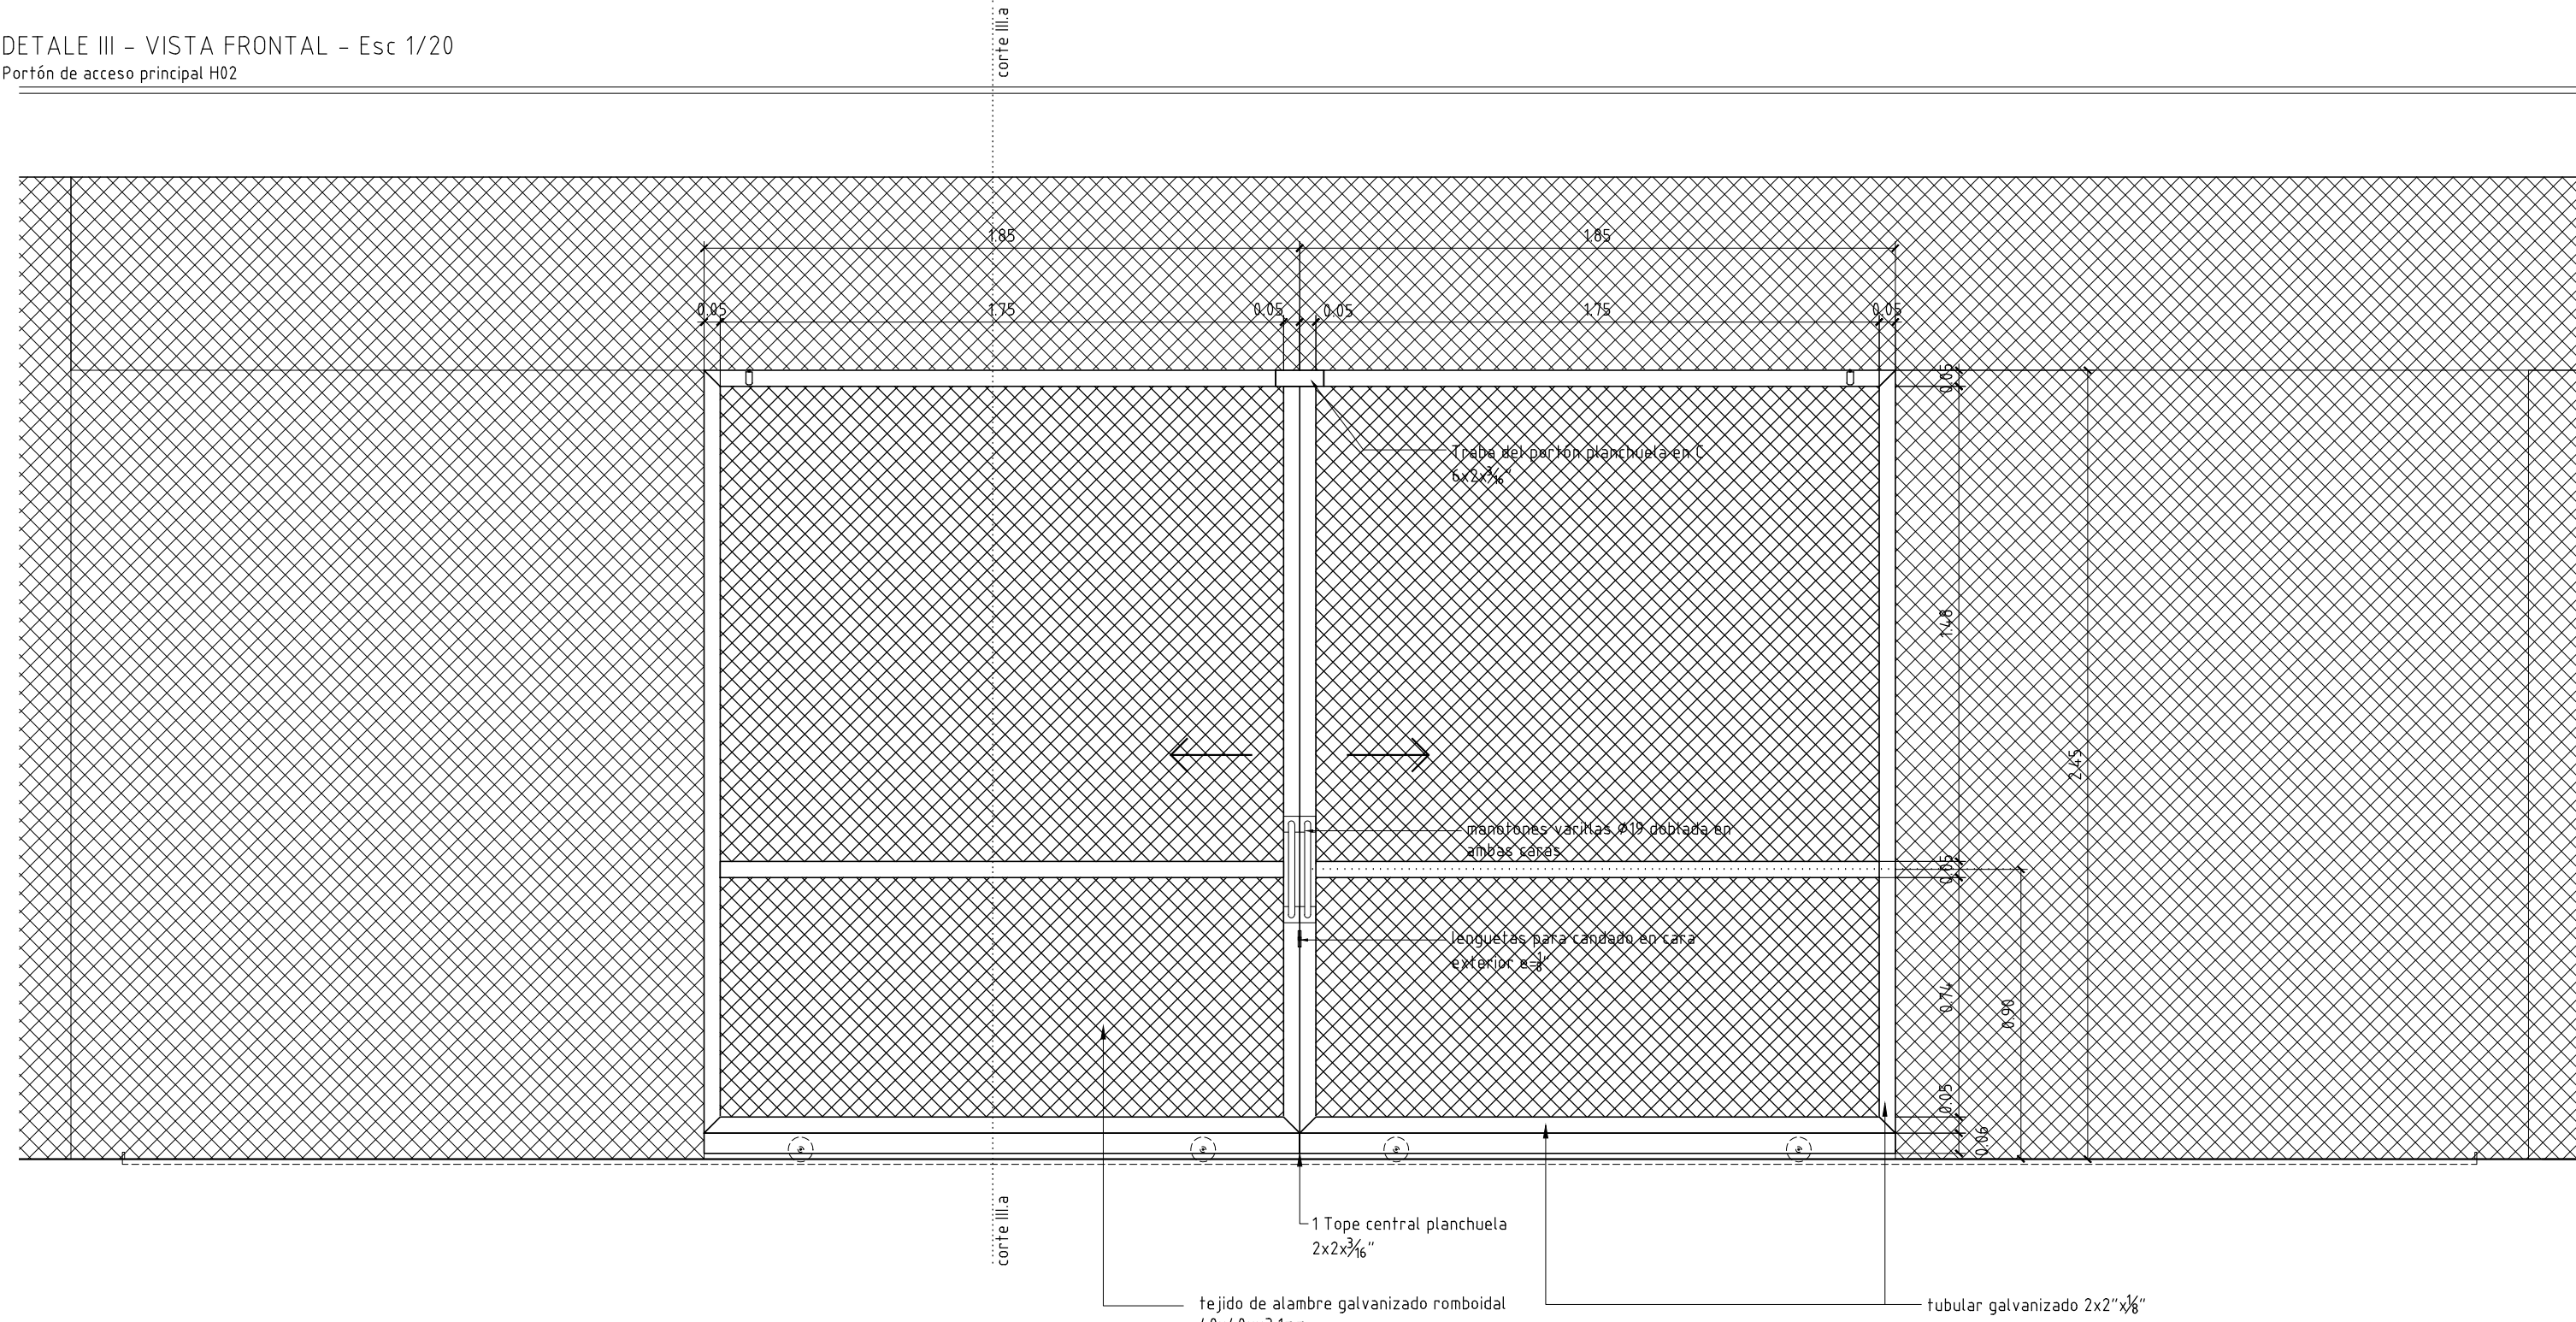 corte III.a
DETALE III - VISTA FRONTAL - Esc 1/20
Portón de acceso principal H02
1.85
1.85
0.05
1.75
0.05
0.05
1.75
0.05
0.05
Traba del portón planchuela en C
6x2x3/16"
1.48
2.45
manotones varillas Ø19 doblada en
ambas caras
0.05
lenguetas para candado en cara
exterior e=1/8"
0.74
0.90
0.05
0.06
corte III.a
1 Tope central planchuela
2x2x3/16"
tejido de alambre galvanizado romboidal
tubular galvanizado 2x2"x1/8"